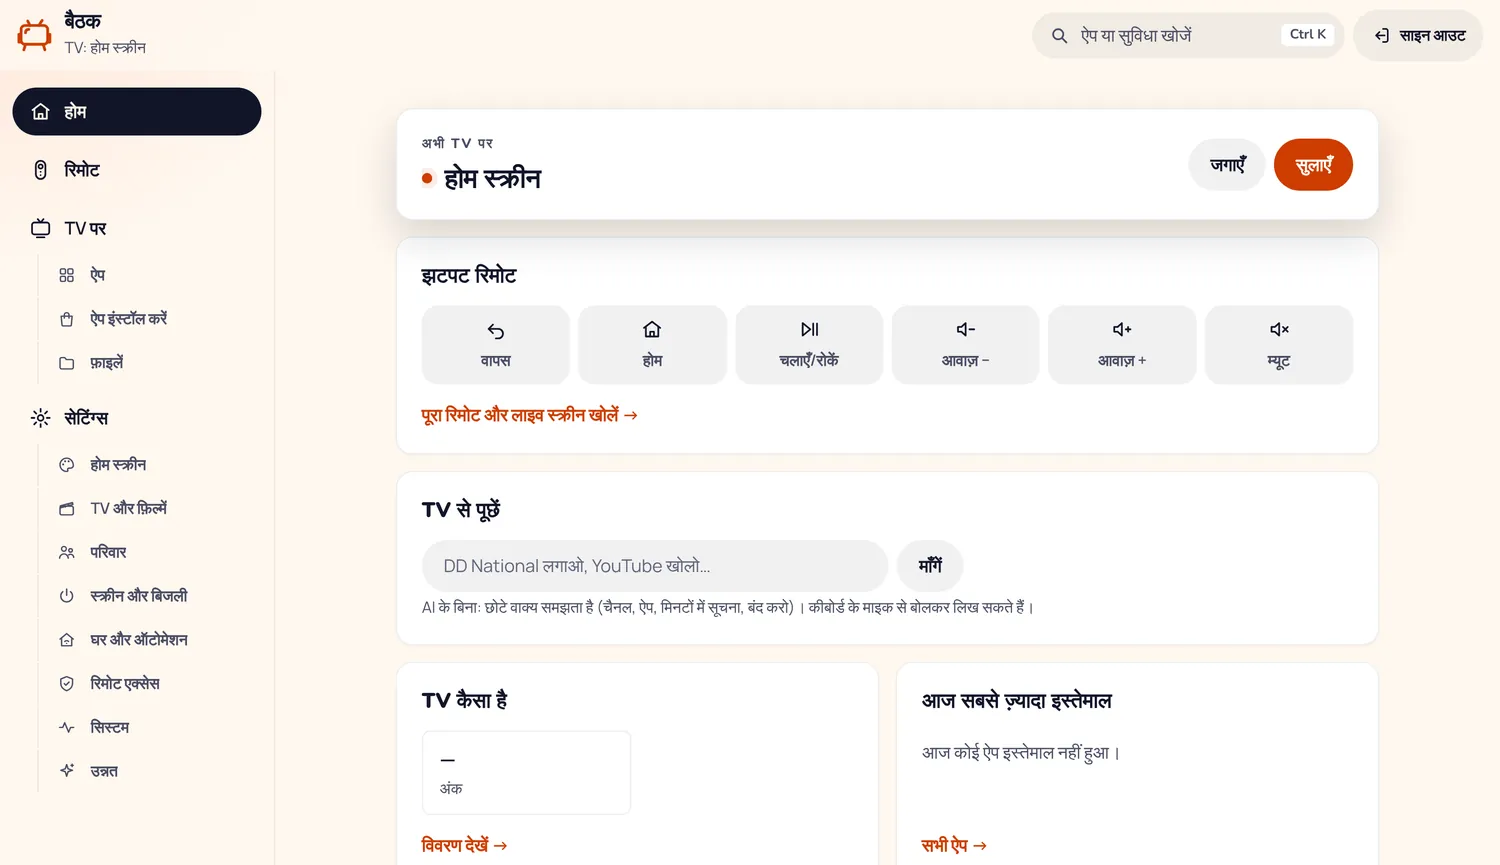 बैठक
TV: होम स्क्रीन
ऐप या सुविधा खोजें
Ctrl K
साइन आउट
होम
रिमोट
TV पर
ऐप
ऐप इंस्टॉल करें
फ़ाइलें
सेटिंग्स
होम स्क्रीन
TV और फ़िल्में
परिवार
स्क्रीन और बिजली
घर और ऑटोमेशन
रिमोट एक्सेस
सिस्टम
उन्नत
अभी TV पर
होम स्क्रीन
जगाएँ
सुलाएँ
झटपट रिमोट
वापस
होम
चलाएँ/रोकें
आवाज़ −
आवाज़ +
म्यूट
पूरा रिमोट और लाइव स्क्रीन खोलें →
TV से पूछें
DD National लगाओ, YouTube खोलो…
माँगें
AI के बिना: छोटे वाक्य समझता है (चैनल, ऐप, मिनटों में सूचना, बंद करो)। कीबोर्ड के माइक से बोलकर लिख सकते हैं।
TV कैसा है
—
अंक
विवरण देखें →
आज सबसे ज़्यादा इस्तेमाल
आज कोई ऐप इस्तेमाल नहीं हुआ।
सभी ऐप →